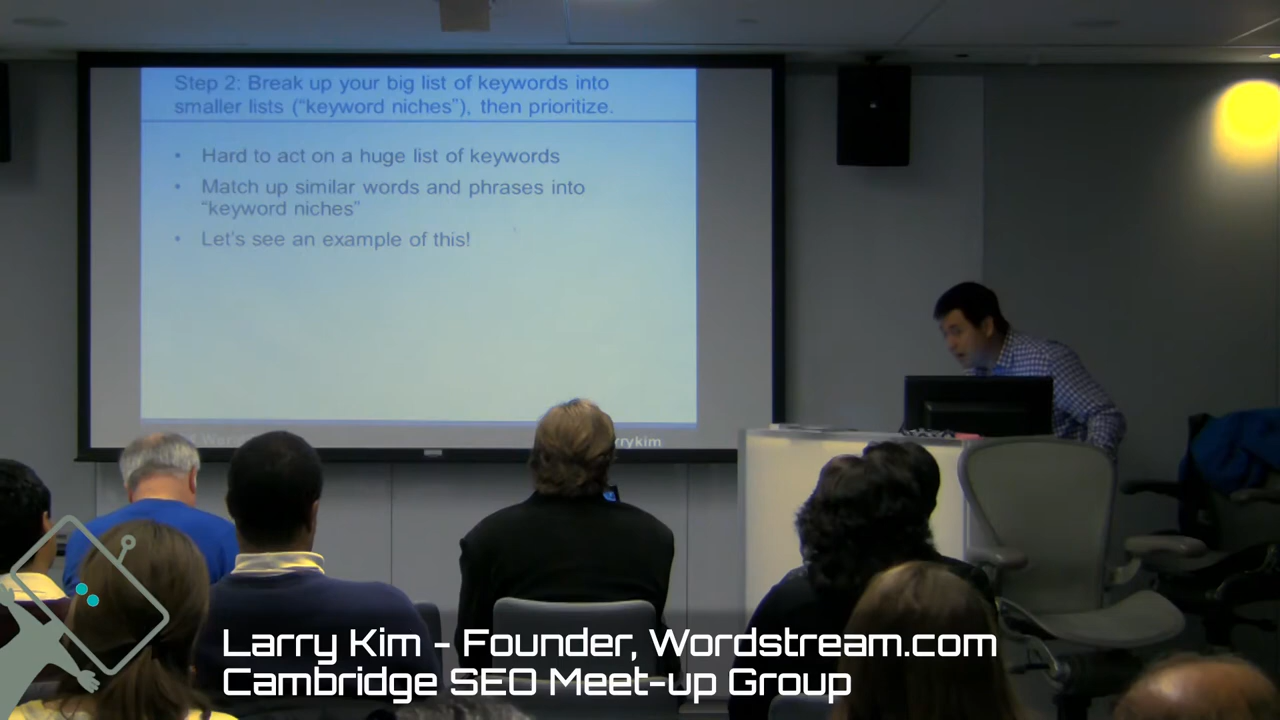 Step 2: Break up your big list of keywords into
smaller lists (“keyword niches”), then prioritize.
• Hard to act on a huge list of keywords
• Match up similar words and phrases into
“keyword niches”
• Let’s see an example of this!
rrykim
Larry Kim - Founder, Wordstream.com
Cambridge SEO Meet-up Group